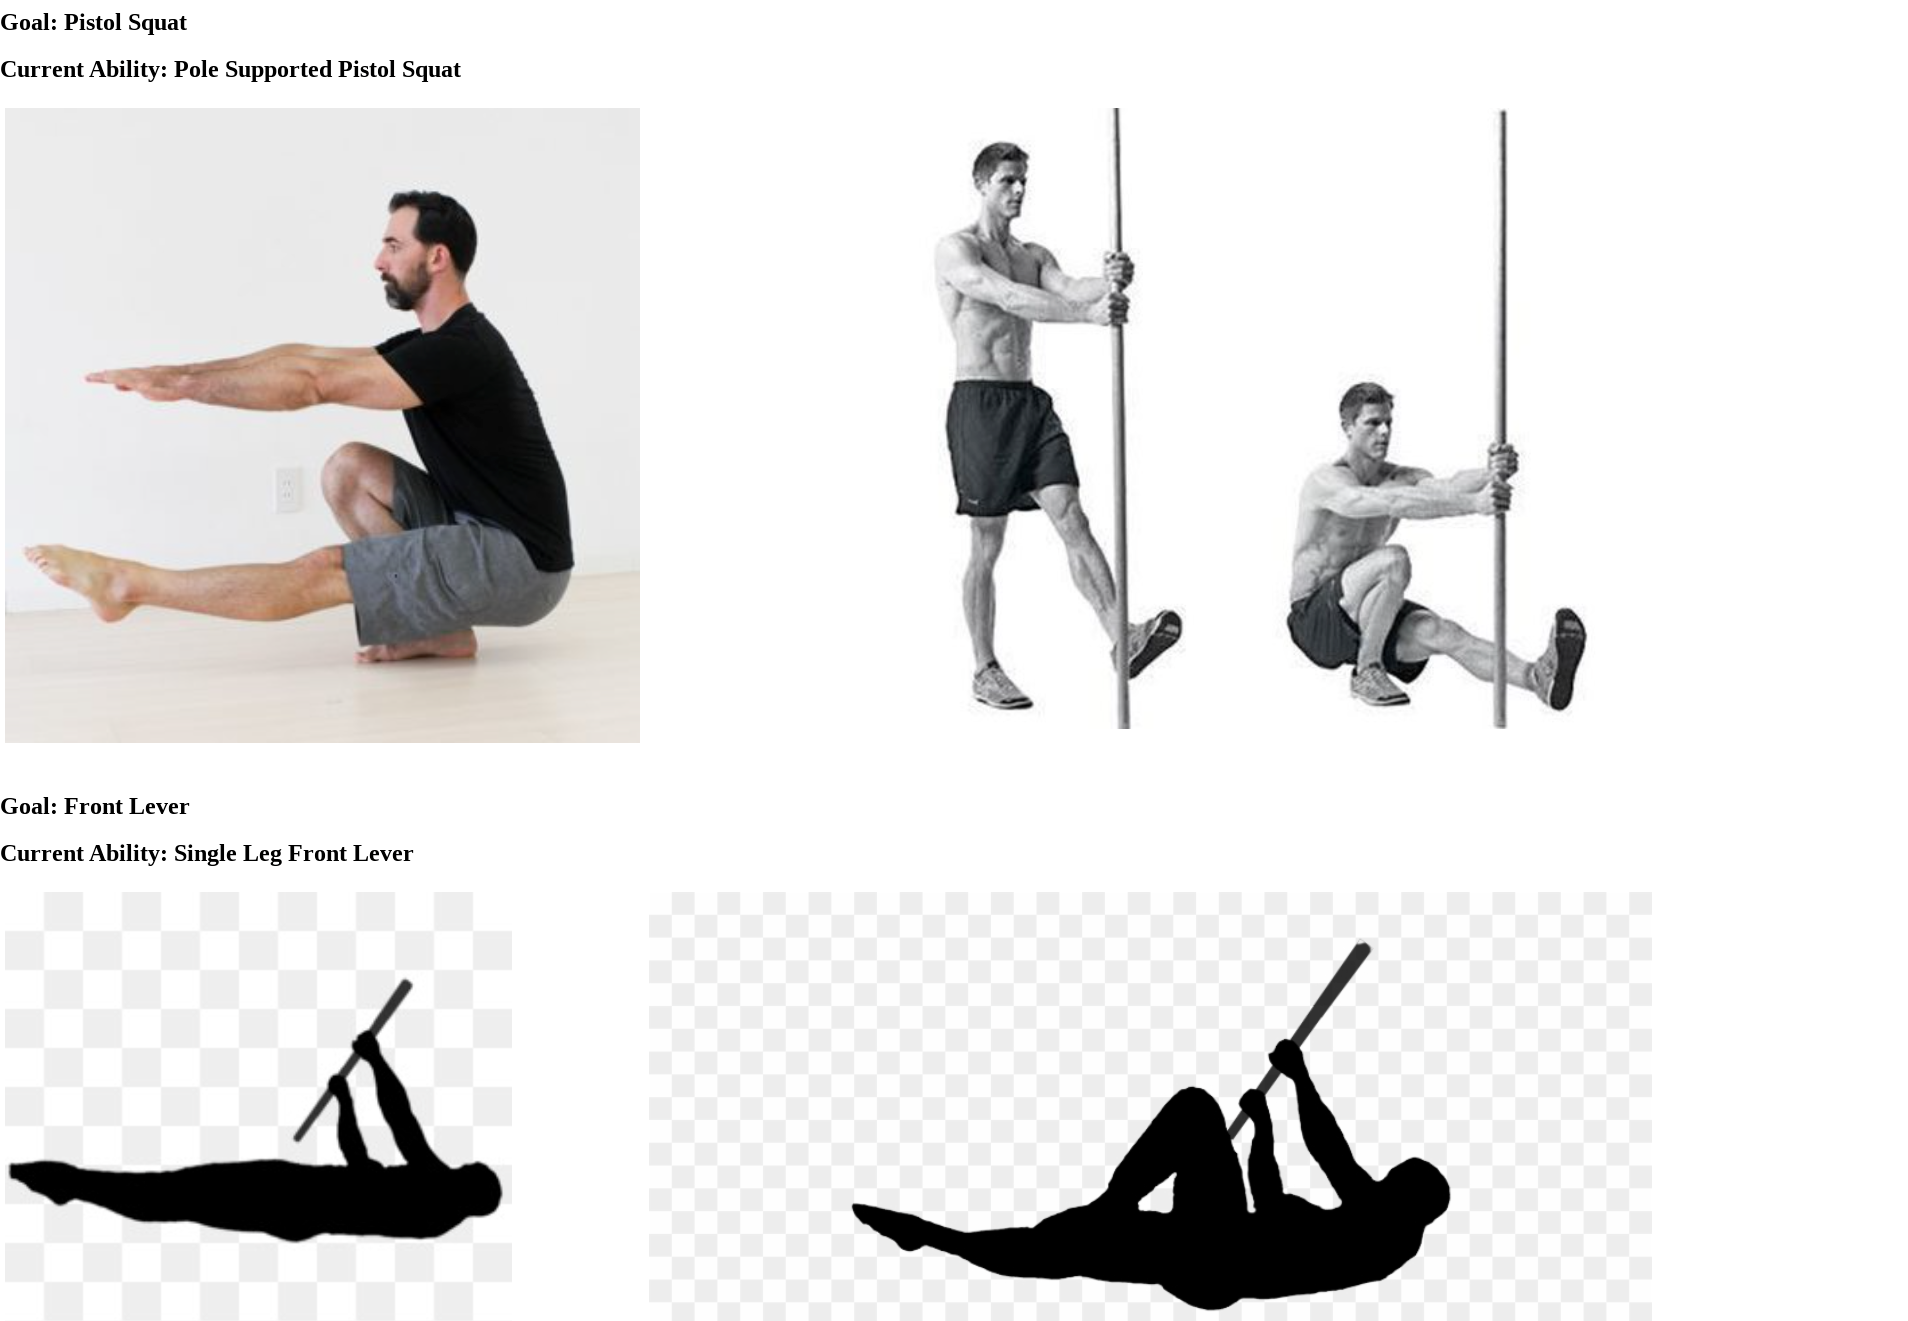 Goal: Pistol Squat
Current Ability: Pole Supported Pistol Squat
Goal: Front Lever
Current Ability: Single Leg Front Lever